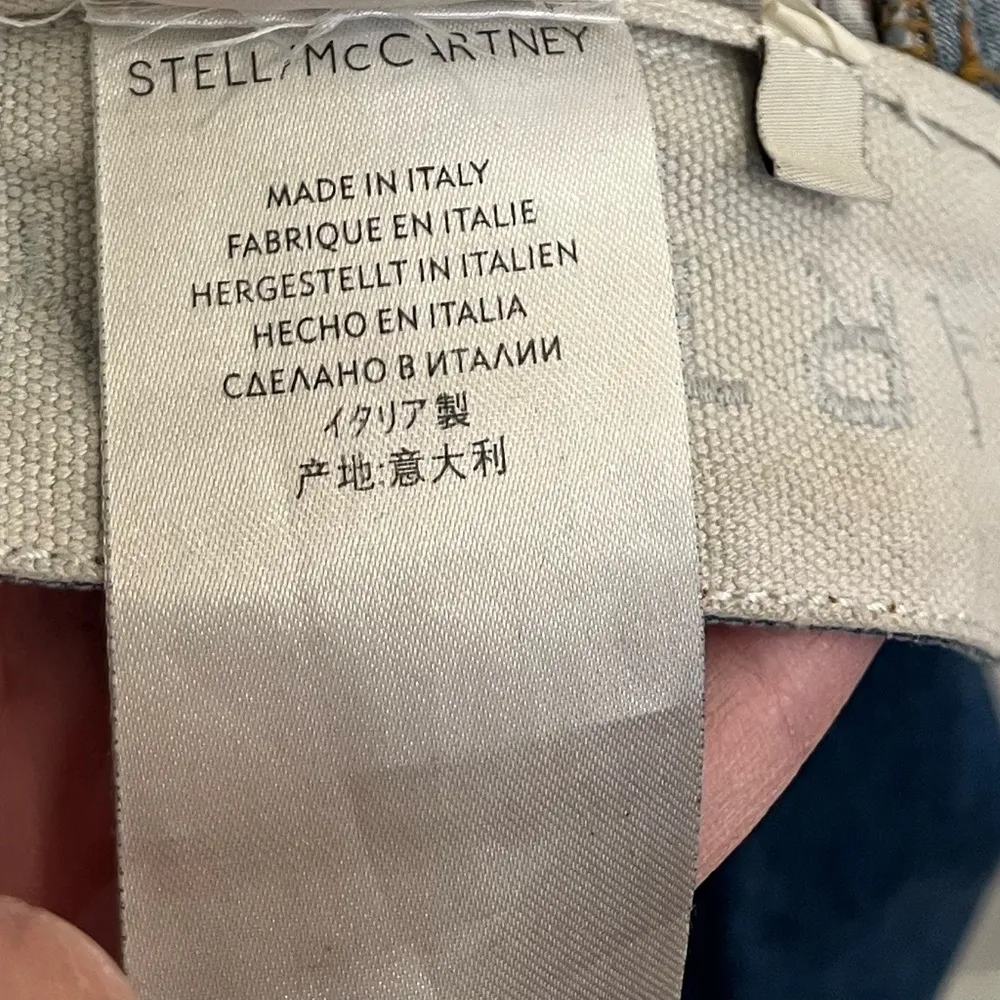 STELLA McCARTNEY
MADE IN ITALY
FABRIQUE EN ITALIE
HERGESTELLT IN ITALIEN
HECHO EN ITALIA
СДЕЛАНО В ИТАЛИИ
イタリア製
产地:意大利